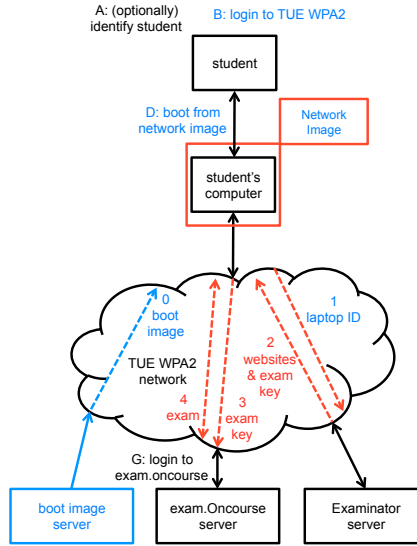 A: (optionally)
identify student
B: login to TUE WPA2
student
D: boot from
network image
Network
Image
student's
computer
0
boot
image
1
laptop ID
TUE WPA2
network
2
websites
& exam
key
4
exam
3
exam
key
G: login to
exam.oncourse
boot image
server
exam.Oncourse
server
Examinator
server